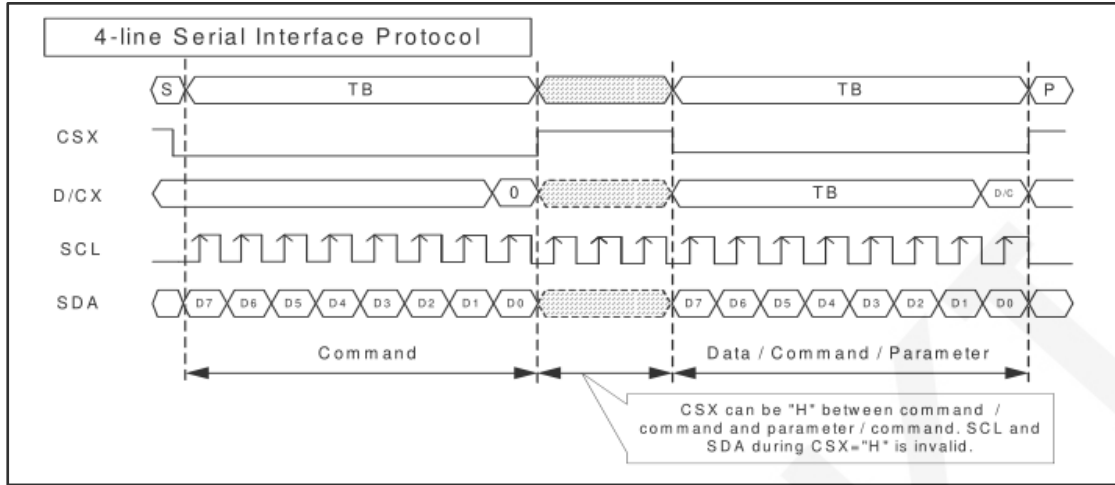 4-line Serial Interface Protocol
S TB TB P
CSX
D/CX 0 TB D/C
SCL
SDA D7 D6 D5 D4 D3 D2 D1 D0 D7 D6 D5 D4 D3 D2 D1 D0
Command Data / Command / Parameter
CSX can be "H" between command /
command and parameter / command. SCL and
SDA during CSX="H" is invalid.